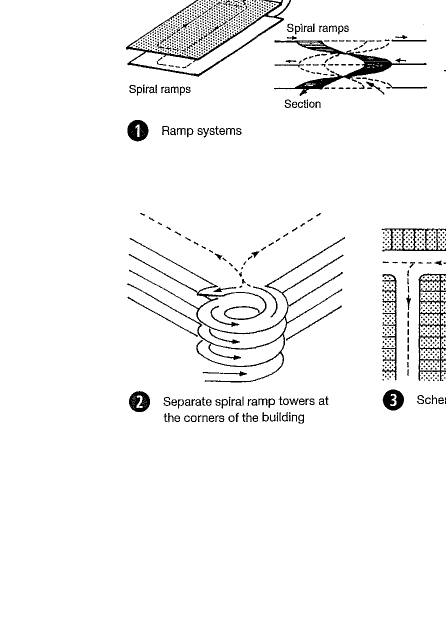 Spiral ramps
Spiral ramps
Section
1 Ramp systems
2 Separate spiral ramp towers at
the corners of the building
3 Scher